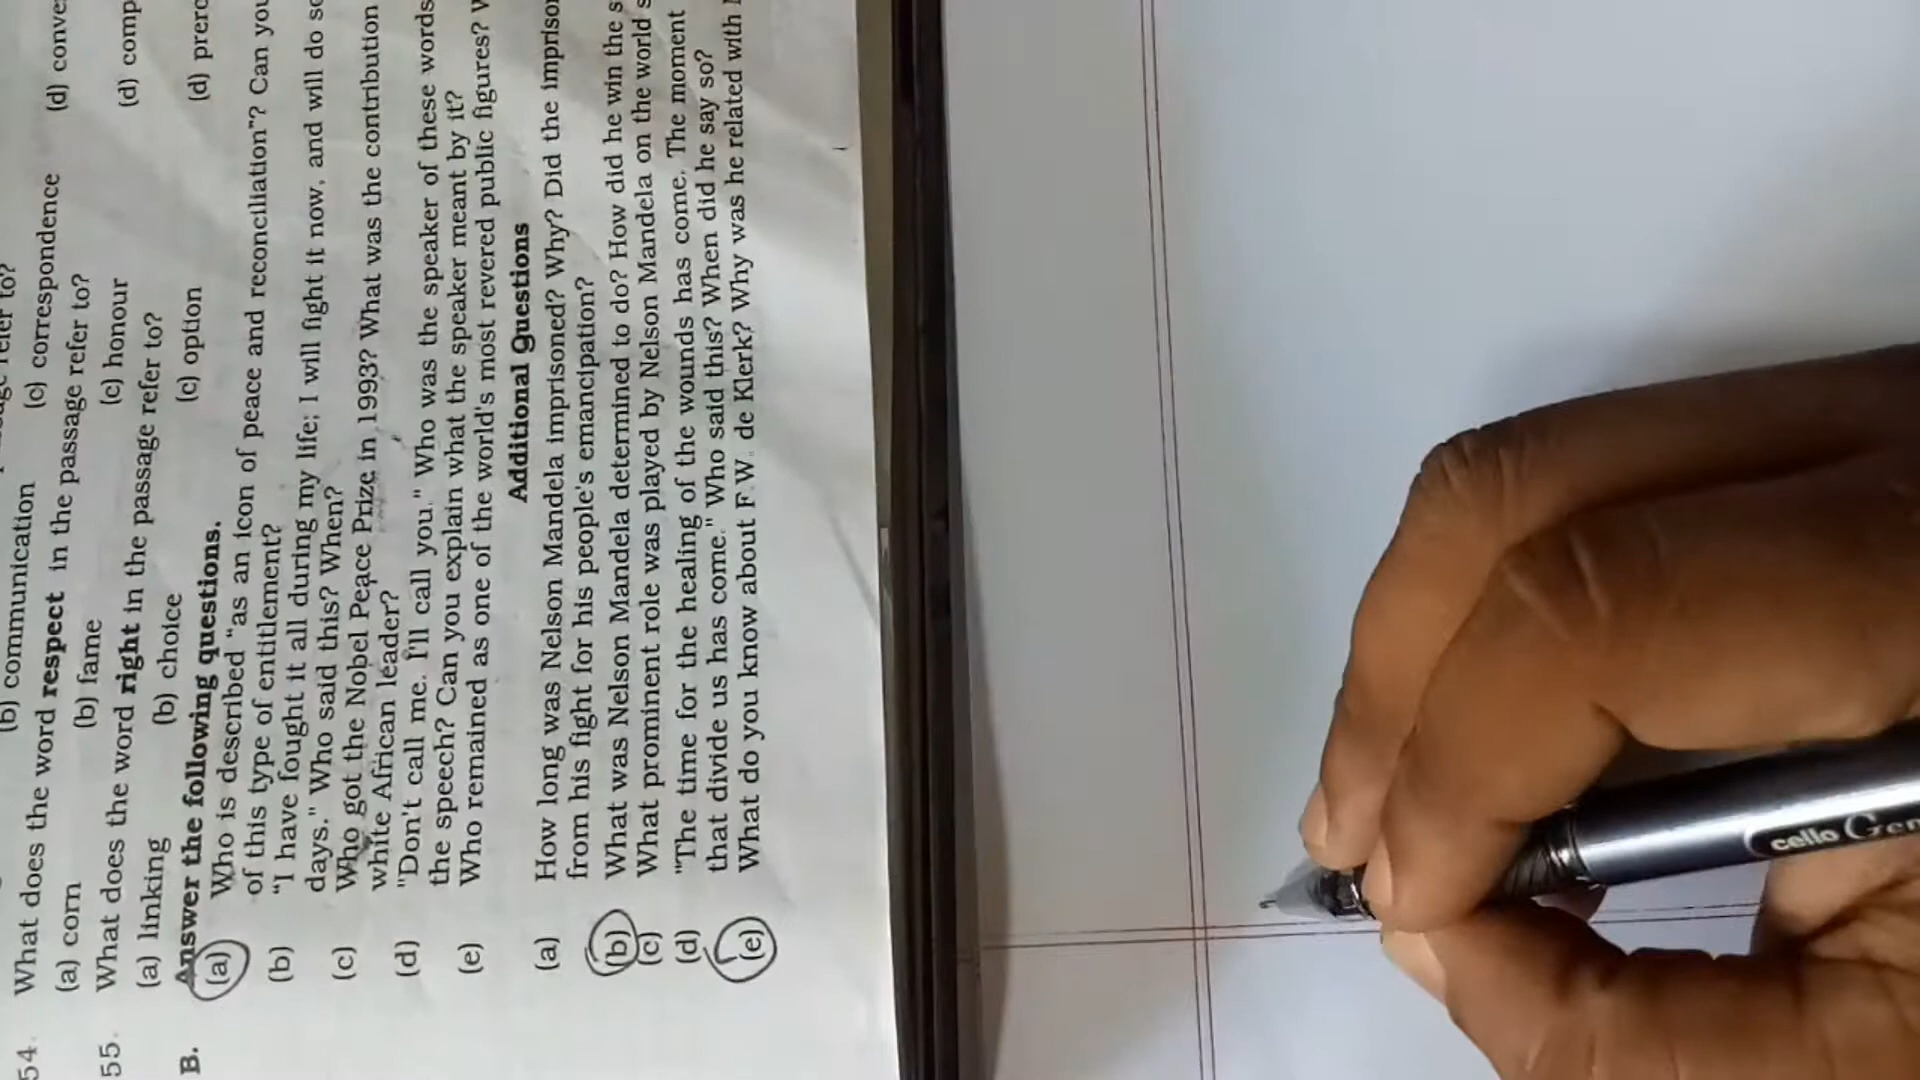 54. What does the word respect in the passage refer to?
(b) communication (c) correspondence (d) conve
(a) corn (b) fame (c) honour (d) comp
55. What does the word right in the passage refer to?
(a) linking (b) choice (c) option (d) prero
B. Answer the following questions.
(a) Who is described "as an icon of peace and reconciliation"? Can you
of this type of entitlement?
(b) "I have fought it all during my life; I will fight it now, and will do so
days." Who said this? When?
(c) Who got the Nobel Peace Prize in 1993? What was the contribution
white African leader?
(d) "Don't call me. I'll call you." Who was the speaker of these words
the speech? Can you explain what the speaker meant by it?
(e) Who remained as one of the world's most revered public figures?
Additional Questions
(a) How long was Nelson Mandela imprisoned? Why? Did the imprison
from his fight for his people's emancipation?
(b) What was Nelson Mandela determined to do? How did he win the s
(c) What prominent role was played by Nelson Mandela on the world s
(d) "The time for the healing of the wounds has come. The moment
that divide us has come." Who said this? When did he say so?
(e) What do you know about F.W. de Klerk? Why was he related with
cello